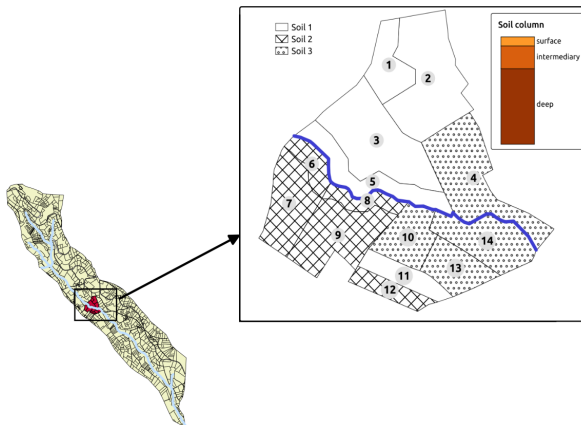 Soil 1
Soil 2
Soil 3
Soil column
surface
intermediary
deep
1
2
3
4
5
6
7
8
9
10
14
11
13
12